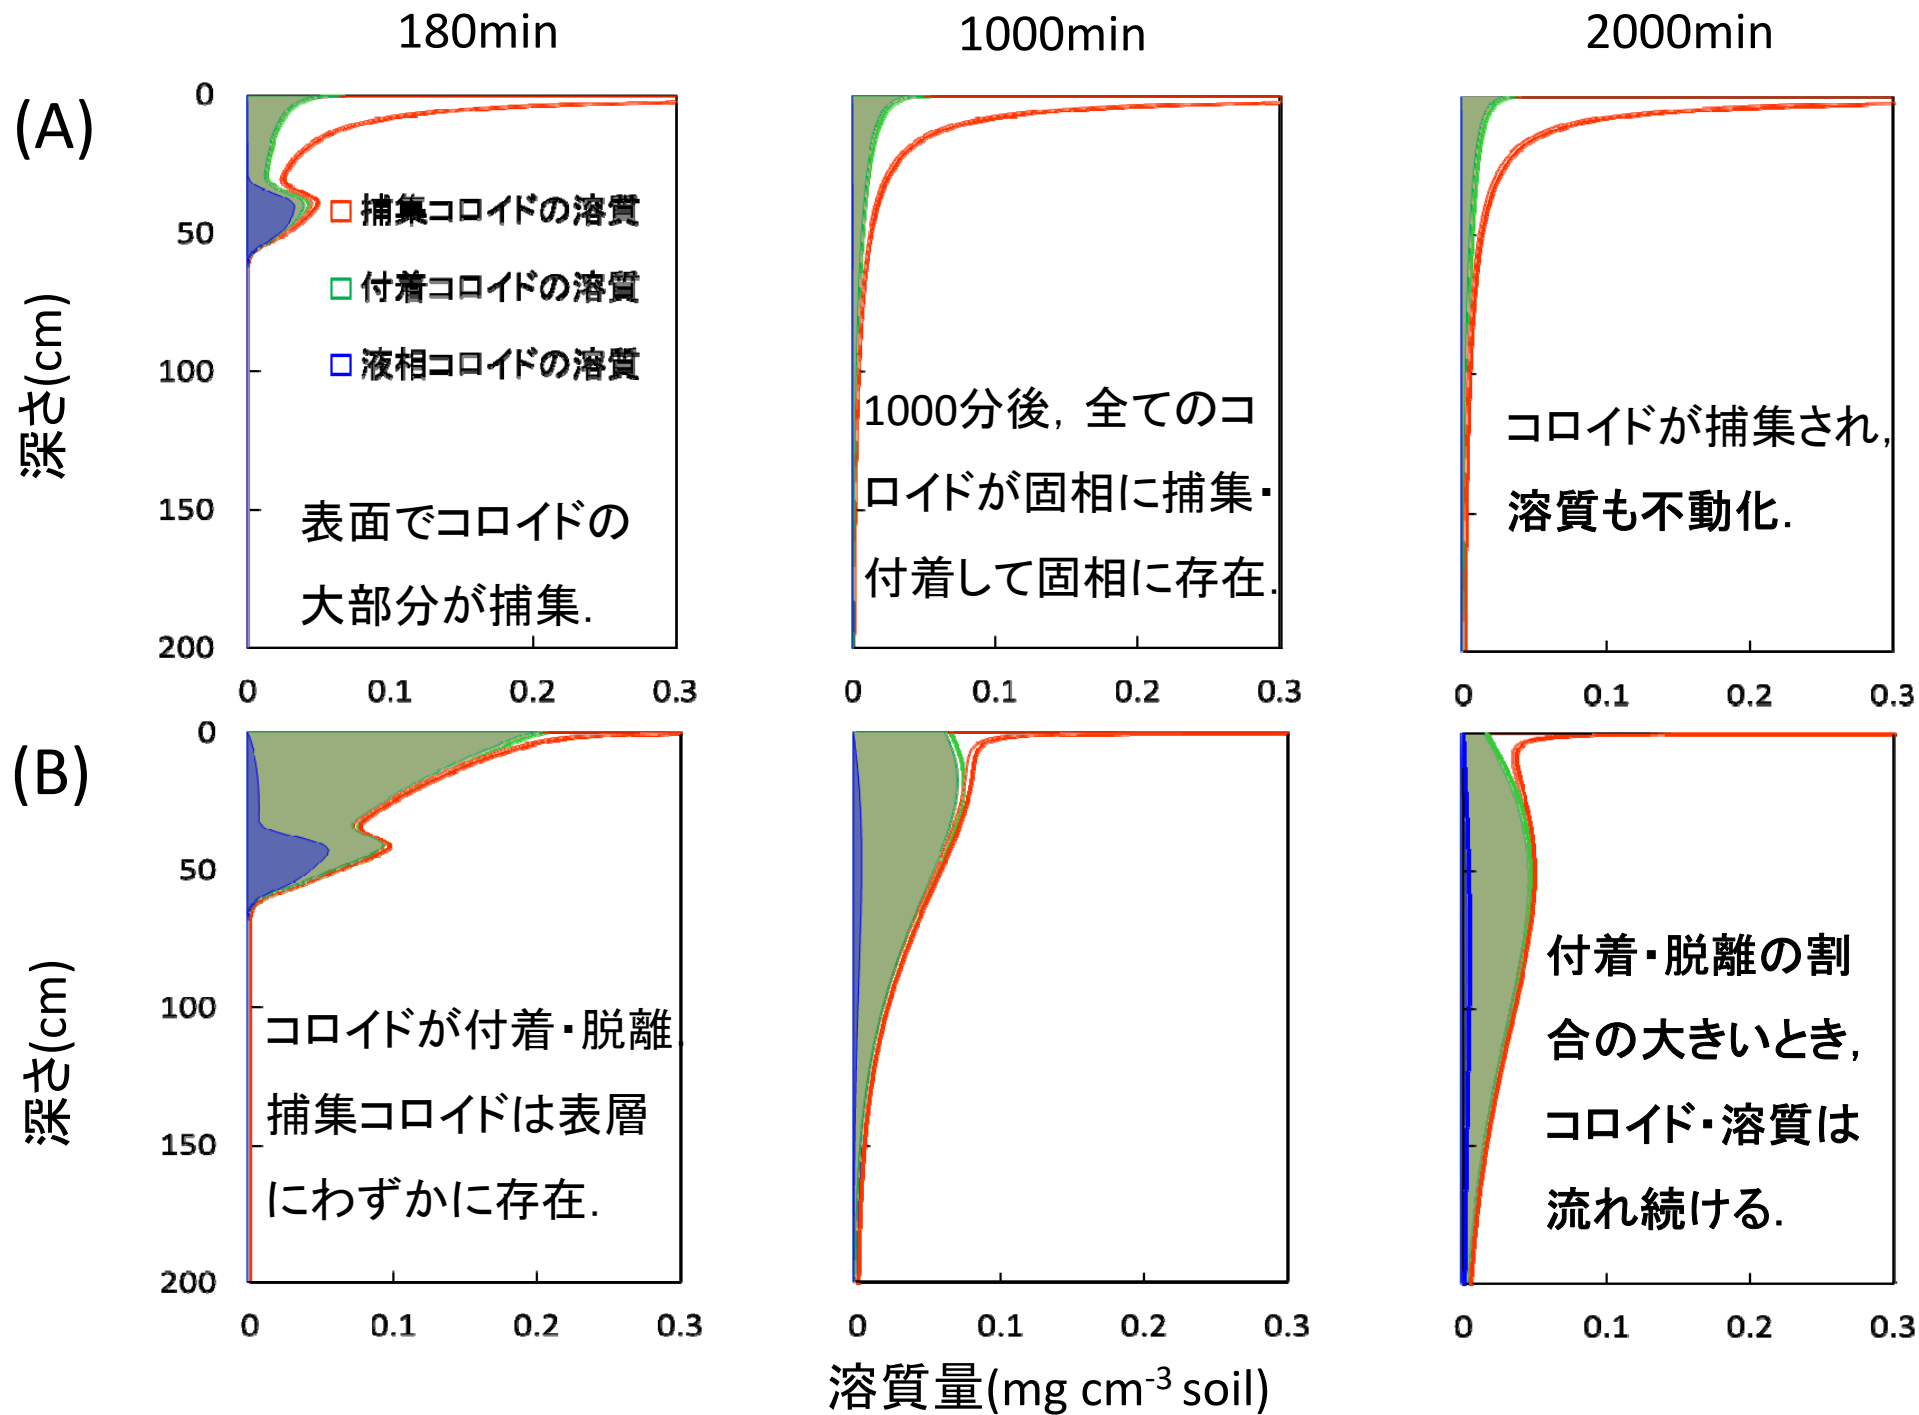 180min
1000min
2000min
(A)
0
50
100
150
200
深さ(cm)
捕集コロイドの溶質
付着コロイドの溶質
液相コロイドの溶質
表面でコロイドの
大部分が捕集.
1000分後, 全てのコ
ロイドが固相に捕集・
付着して固相に存在.
コロイドが捕集され,
溶質も不動化.
0 0.1 0.2 0.3
0 0.1 0.2 0.3
0 0.1 0.2 0.3
(B)
0
50
100
150
200
深さ(cm)
コロイドが付着・脱離.
捕集コロイドは表層
にわずかに存在.
付着・脱離の割
合の大きいとき,
コロイド・溶質は
流れ続ける.
0 0.1 0.2 0.3
0 0.1 0.2 0.3
0 0.1 0.2 0.3
溶質量(mg cm⁻³ soil)